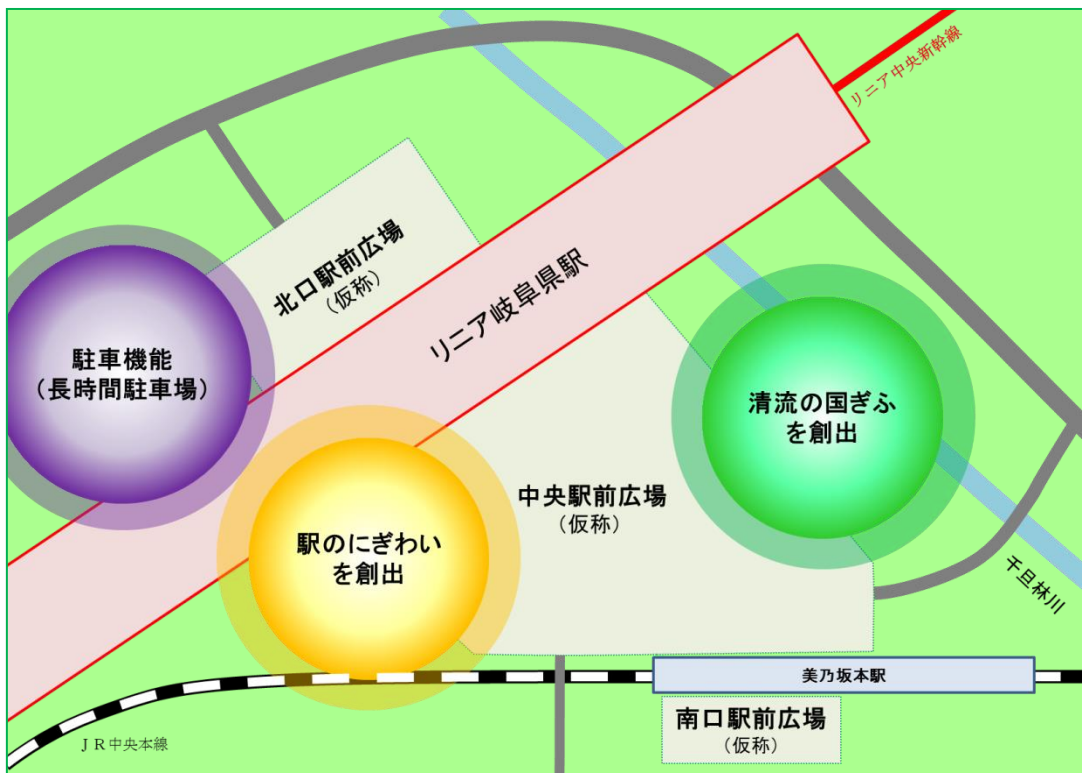 リニア中央新幹線
北口駅前広場
（仮称）
リニア岐阜県駅
駐車機能
（長時間駐車場）
清流の国ぎふ
を創出
中央駅前広場
（仮称）
駅のにぎわい
を創出
千旦林川
美乃坂本駅
南口駅前広場
（仮称）
ＪＲ中央本線